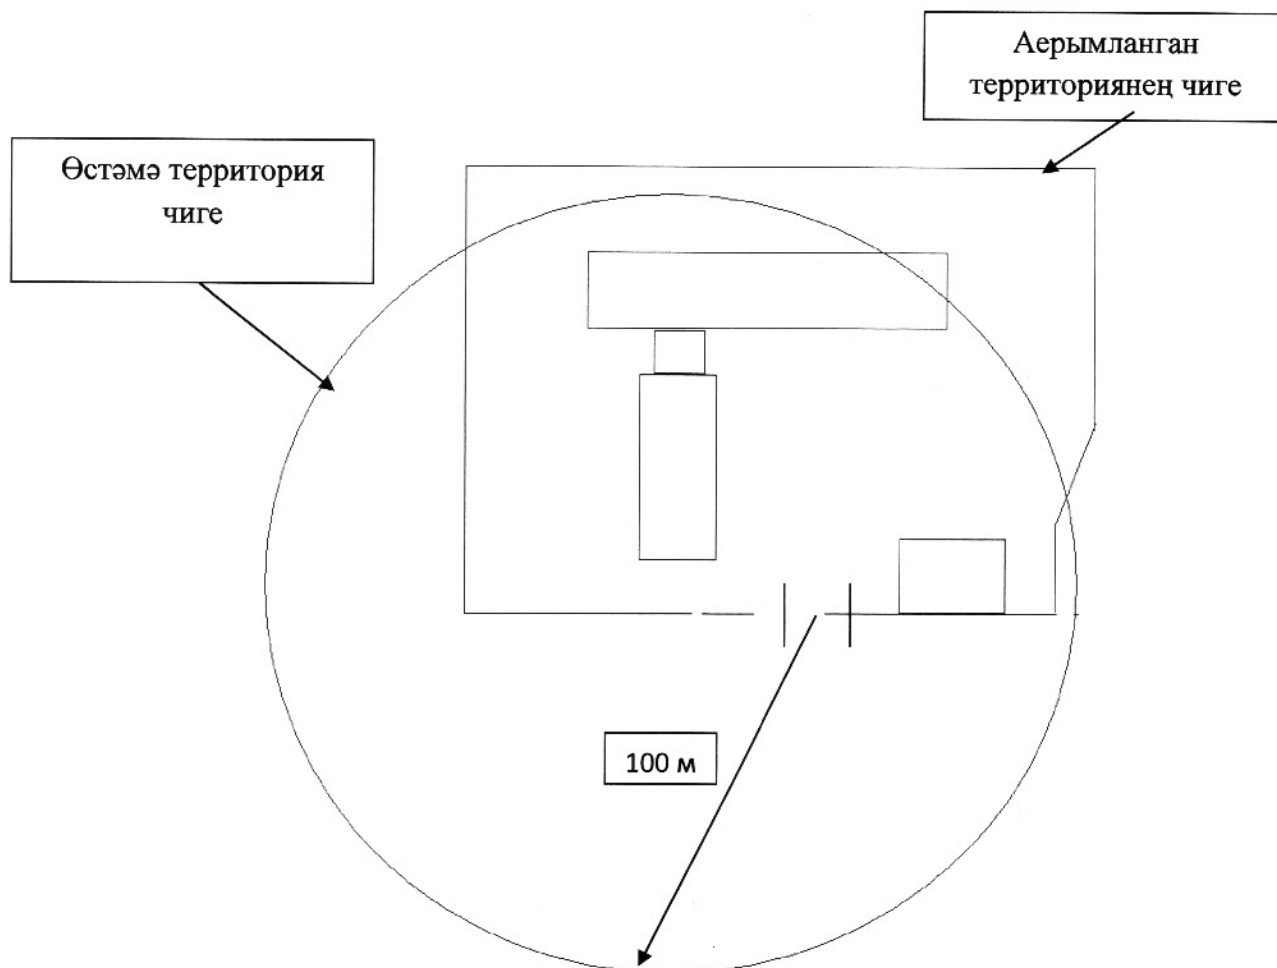 Аерымланган
территориянең чиге
Өстәмә территория
чиге
100 м